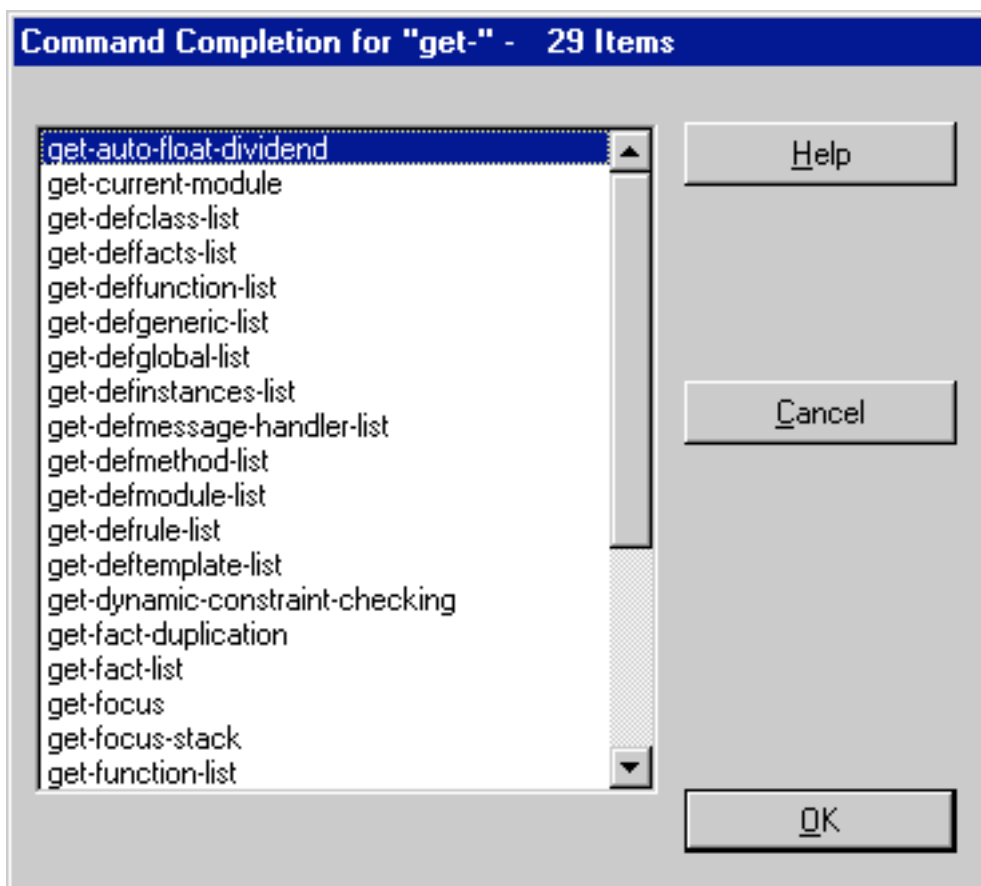 Command Completion for "get-" - 29 Items
get-auto-float-dividend
get-current-module
get-defclass-list
get-deffacts-list
get-deffunction-list
get-defgeneric-list
get-defglobal-list
get-definstances-list
get-defmessage-handler-list
get-defmethod-list
get-defmodule-list
get-defrule-list
get-deftemplate-list
get-dynamic-constraint-checking
get-fact-duplication
get-fact-list
get-focus
get-focus-stack
get-function-list
Help
Cancel
OK